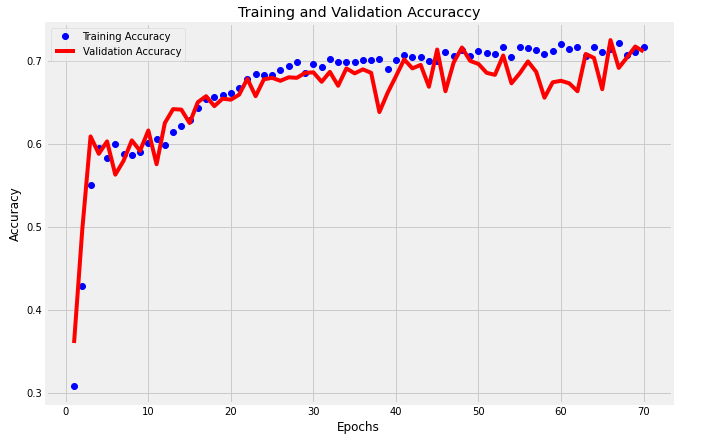 Training and Validation Accuraccy
Training Accuracy
Validation Accuracy
0.7
0.6
0.5
0.4
0.3
Accuracy
0 10 20 30 40 50 60 70
Epochs